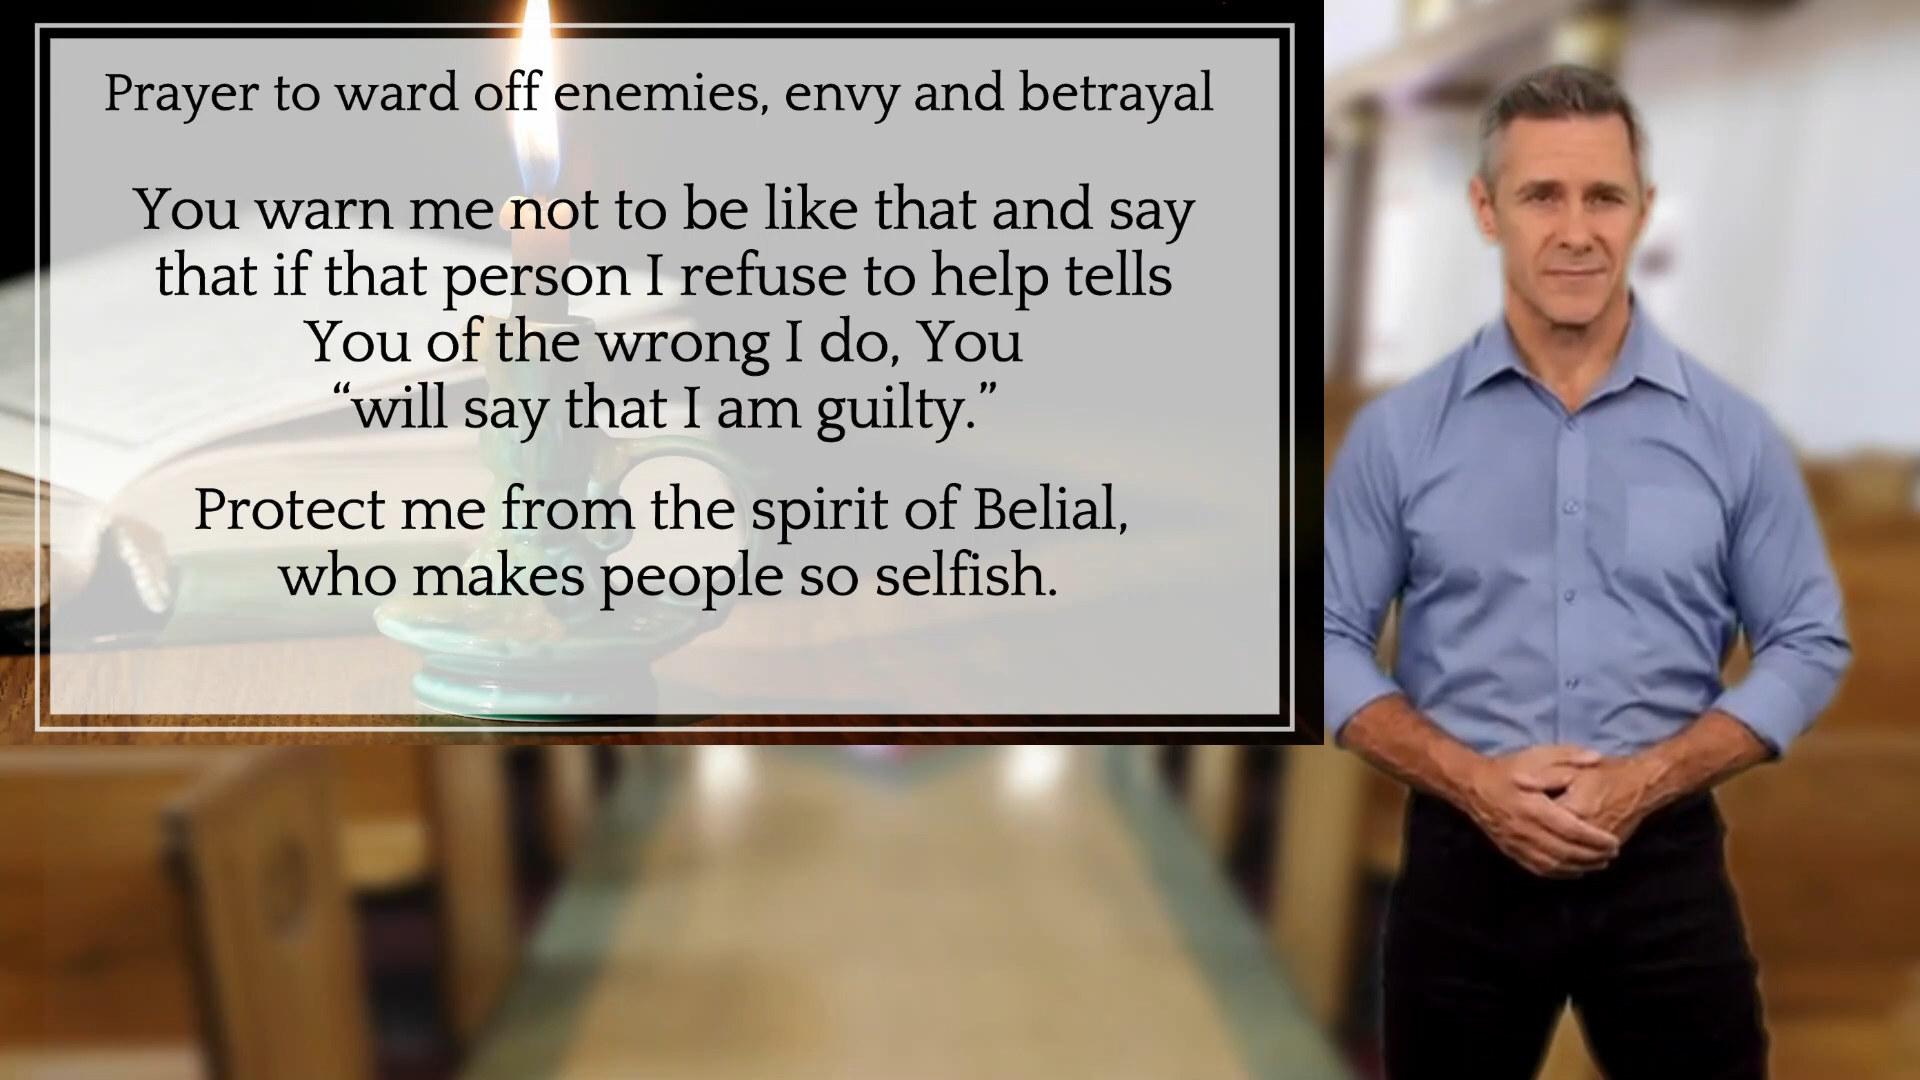 Prayer to ward off enemies, envy and betrayal
You warn me not to be like that and say
that if that person I refuse to help tells
You of the wrong I do, You
“will say that I am guilty.”
Protect me from the spirit of Belial,
who makes people so selfish.